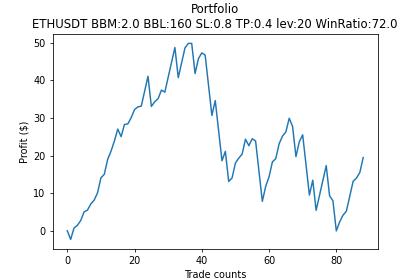 Portfolio
ETHUSDT BBM:2.0 BBL:160 SL:0.8 TP:0.4 lev:20 WinRatio:72.0
50
40
30
20
10
0
Profit ($)
0 20 40 60 80
Trade counts